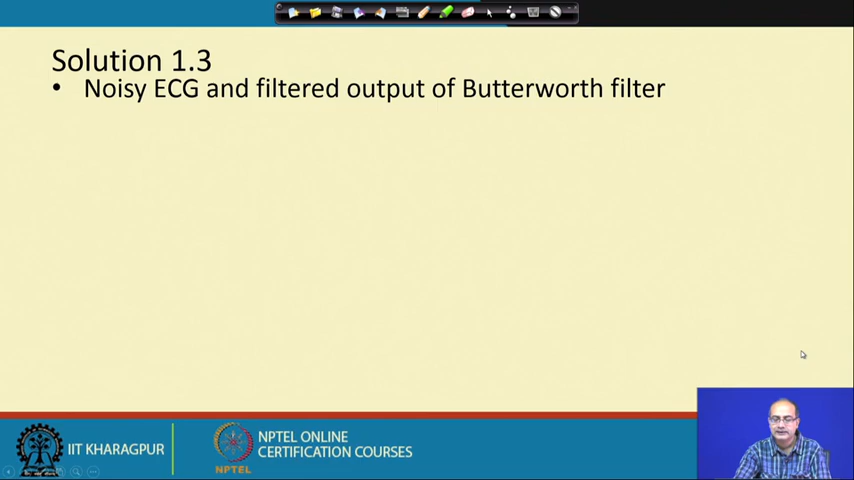 Solution 1.3
• Noisy ECG and filtered output of Butterworth filter
IIT KHARAGPUR
NPTEL
NPTEL ONLINE
CERTIFICATION COURSES